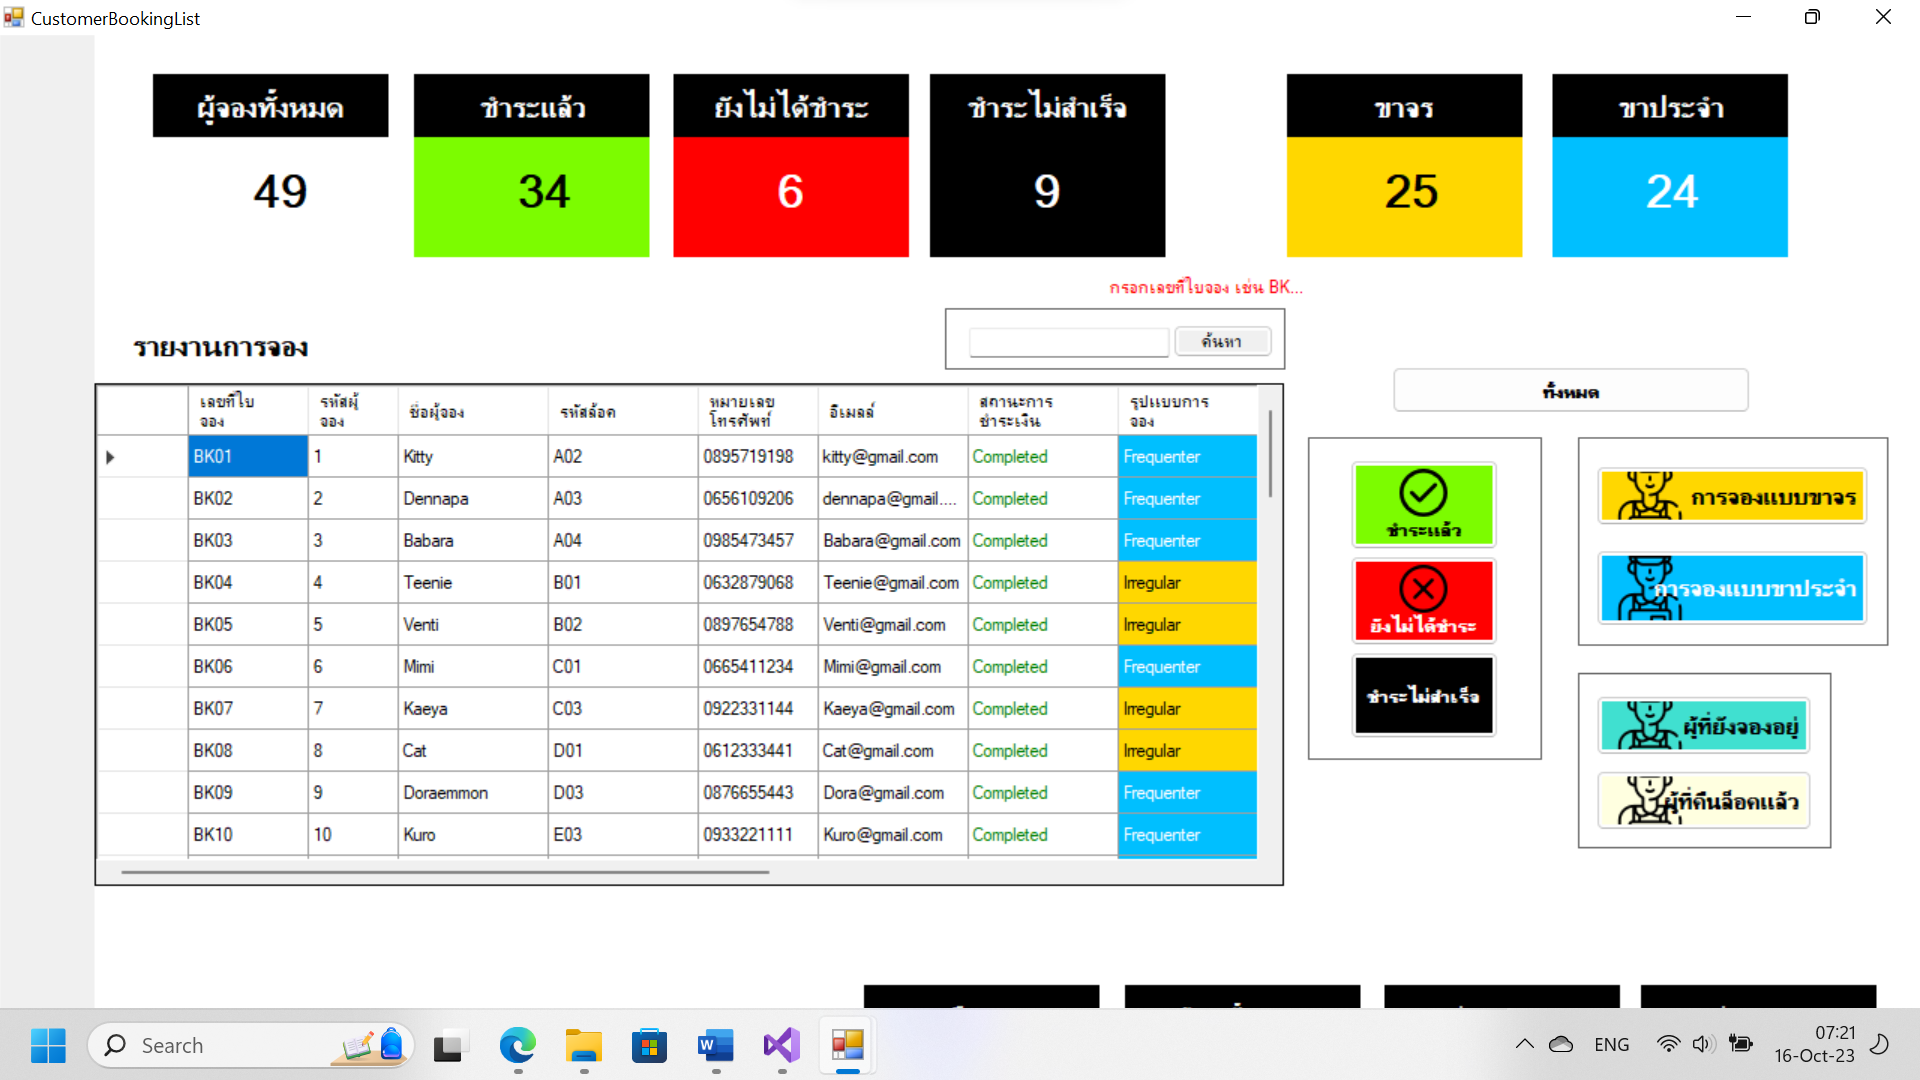 CustomerBookingList
ผู้จองทั้งหมด
ชำระแล้ว
ยังไม่ได้ชำระ
ชำระไม่สำเร็จ
ขาจร
ขาประจำ
49
34
6
9
25
24
กรอกเลขที่ใบจอง เช่น BK...
รายงานการจอง
ค้นหา
ทั้งหมด
เลขที่ใบจอง รหัสผู้จอง ชื่อผู้จอง รหัสล้อค หมายเลขโทรศัพท์ อีเมลล์ สถานะการชำระเงิน รูปแบบการจอง
BK01 1 Kitty A02 0895719198 kitty@gmail.com Completed Frequenter
BK02 2 Dennapa A03 0656109206 dennapa@gmail.... Completed Frequenter
BK03 3 Babara A04 0985473457 Babara@gmail.com Completed Frequenter
BK04 4 Teenie B01 0632879068 Teenie@gmail.com Completed Irregular
BK05 5 Venti B02 0897654788 Venti@gmail.com Completed Irregular
BK06 6 Mimi C01 0665411234 Mimi@gmail.com Completed Frequenter
BK07 7 Kaeya C03 0922331144 Kaeya@gmail.com Completed Irregular
BK08 8 Cat D01 0612333441 Cat@gmail.com Completed Irregular
BK09 9 Doraemmon D03 0876655443 Dora@gmail.com Completed Frequenter
BK10 10 Kuro E03 0933221111 Kuro@gmail.com Completed Frequenter
ชำระแล้ว
ยังไม่ได้ชำระ
ชำระไม่สำเร็จ
การจองแบบขาจร
การจองแบบขาประจำ
ผู้ที่ยังจองอยู่
ผู้ที่คืนล็อคแล้ว
Search
W
ENG
07:21
16-Oct-23